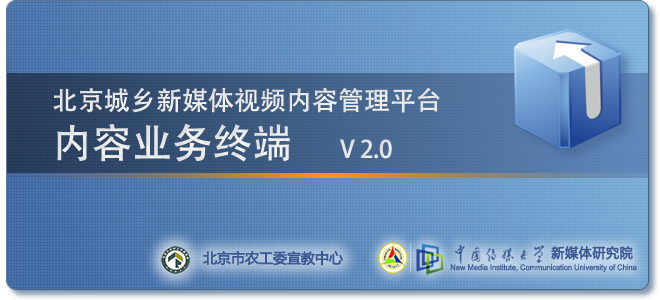 北京城乡新媒体视频内容管理平台
内容业务终端 V 2.0
北京市农工委宣教中心
中国传媒大学 新媒体研究院
New Media Institute, Communication University of China